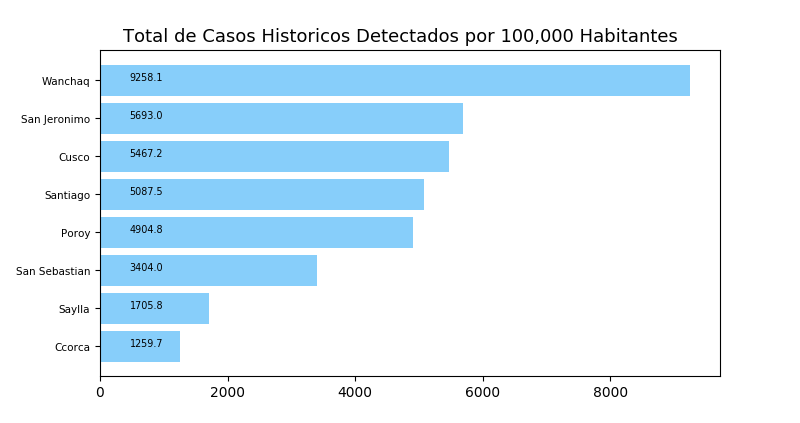 Total de Casos Historicos Detectados por 100,000 Habitantes
Wanchaq 9258.1
San Jeronimo 5693.0
Cusco 5467.2
Santiago 5087.5
Poroy 4904.8
San Sebastian 3404.0
Saylla 1705.8
Ccorca 1259.7
0 2000 4000 6000 8000